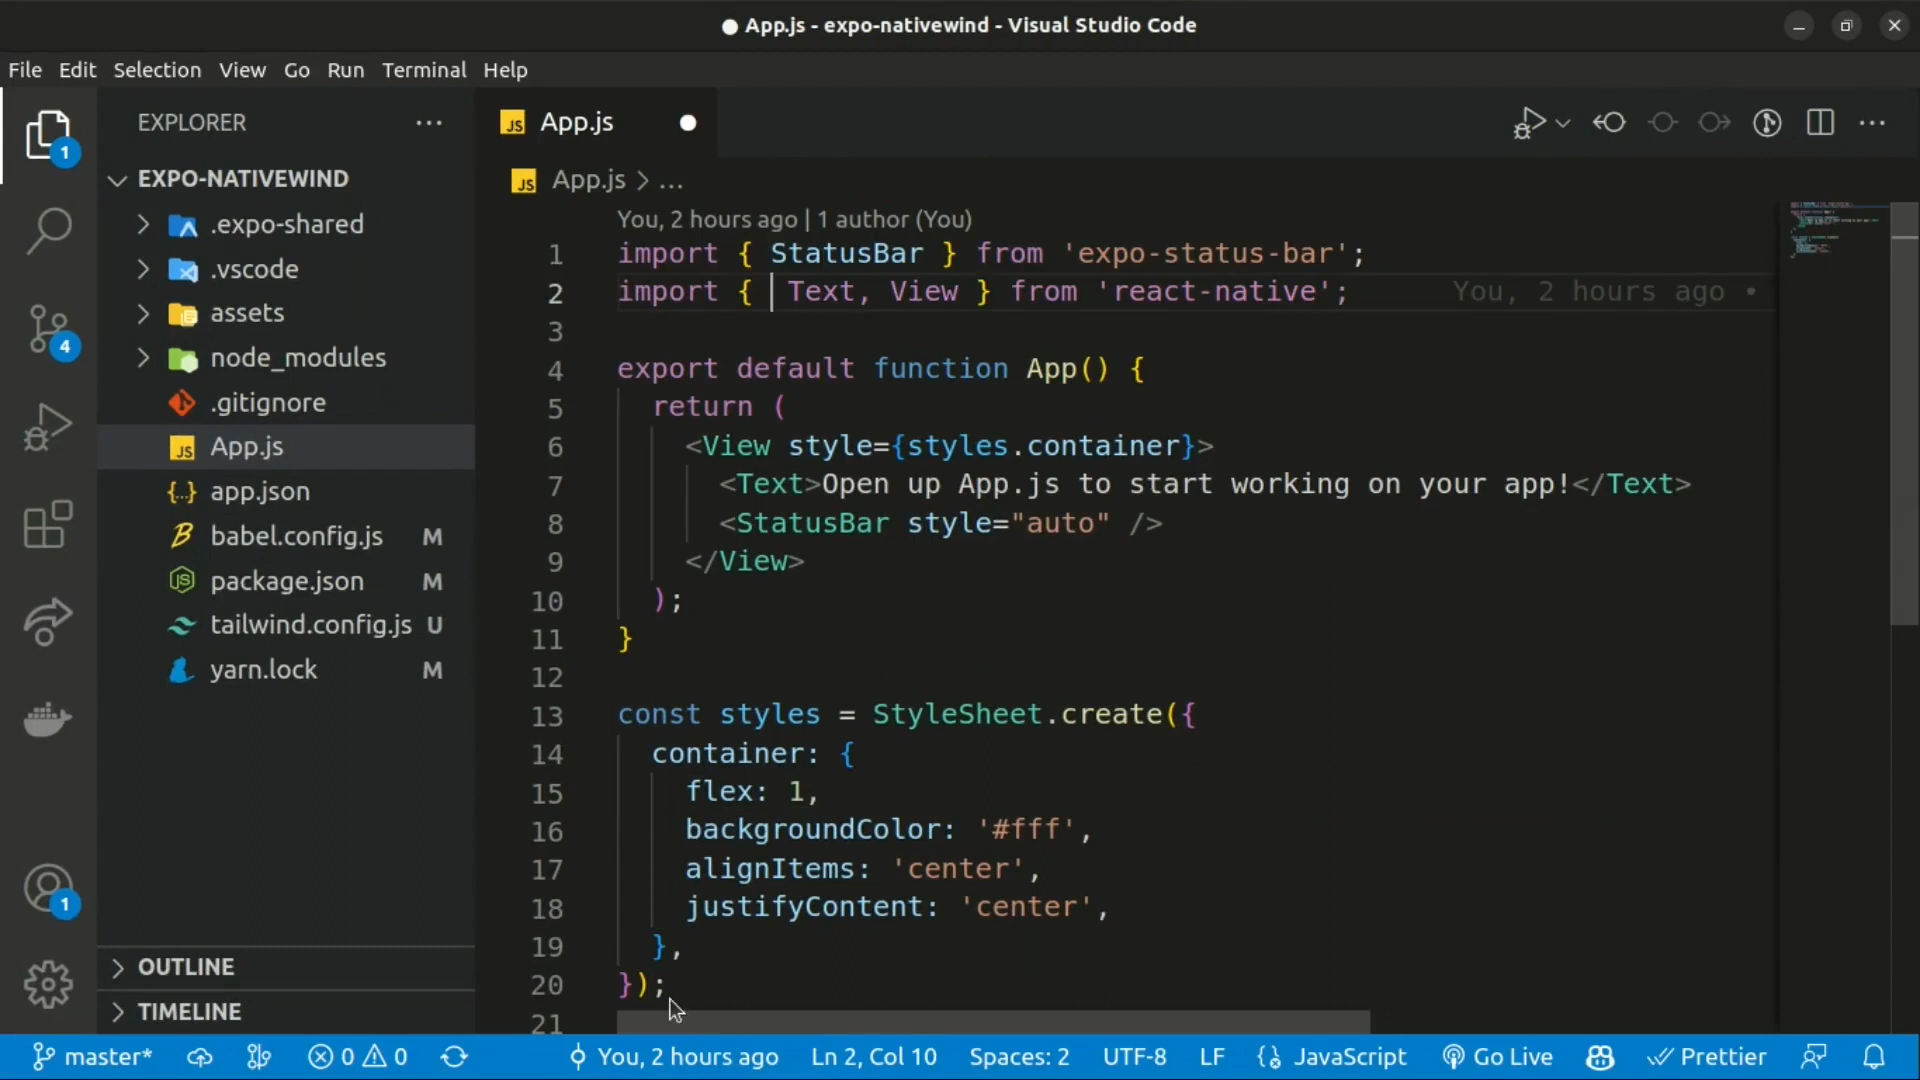 App.js - expo-nativewind - Visual Studio Code
File Edit Selection View Go Run Terminal Help
EXPLORER
App.js
EXPO-NATIVEWIND
App.js > ...
.expo-shared
.vscode
assets
node_modules
.gitignore
App.js
app.json
babel.config.js M
package.json M
tailwind.config.js U
yarn.lock M
OUTLINE
TIMELINE
1
4
1
You, 2 hours ago | 1 author (You)
1 import { StatusBar } from 'expo-status-bar';
2 import { Text, View } from 'react-native'; You, 2 hours ago •
3
4 export default function App() {
5 return (
6 <View style={styles.container}>
7 <Text>Open up App.js to start working on your app!</Text>
8 <StatusBar style="auto" />
9 </View>
10 );
11 }
12
13 const styles = StyleSheet.create({
14 container: {
15 flex: 1,
16 backgroundColor: '#fff',
17 alignItems: 'center',
18 justifyContent: 'center',
19 },
20 });
21
master* 0 0 You, 2 hours ago Ln 2, Col 10 Spaces: 2 UTF-8 LF JavaScript Go Live Prettier